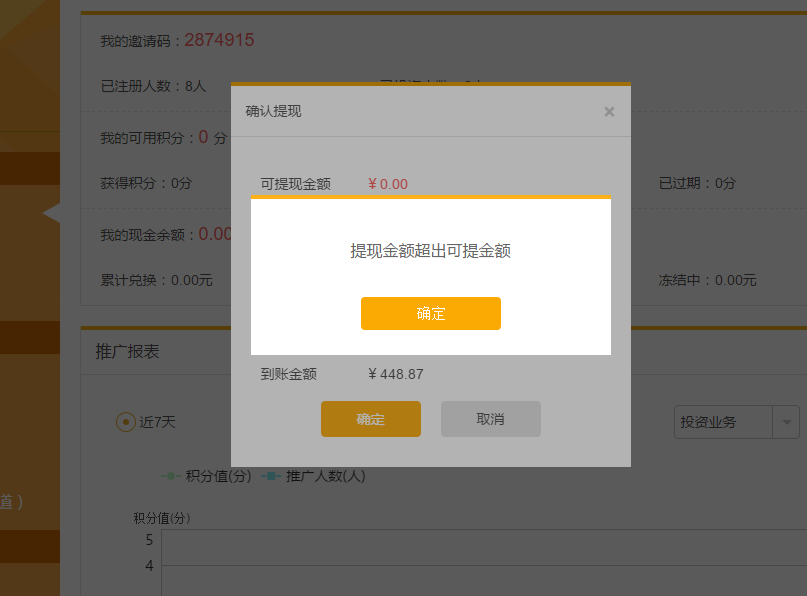 我的邀请码：2874915
已注册人数：8人
确认提现
×
我的可用积分：0 分
获得积分：0分
已过期：0分
可提现金额 ￥0.00
提现金额超出可提金额
确定
我的现金余额：0.00
累计兑换：0.00元
冻结中：0.00元
推广报表
到账金额 ￥448.87
确定 取消
近7天
投资业务
积分值(分) 推广人数(人)
道 )
积分值(分)
5
4